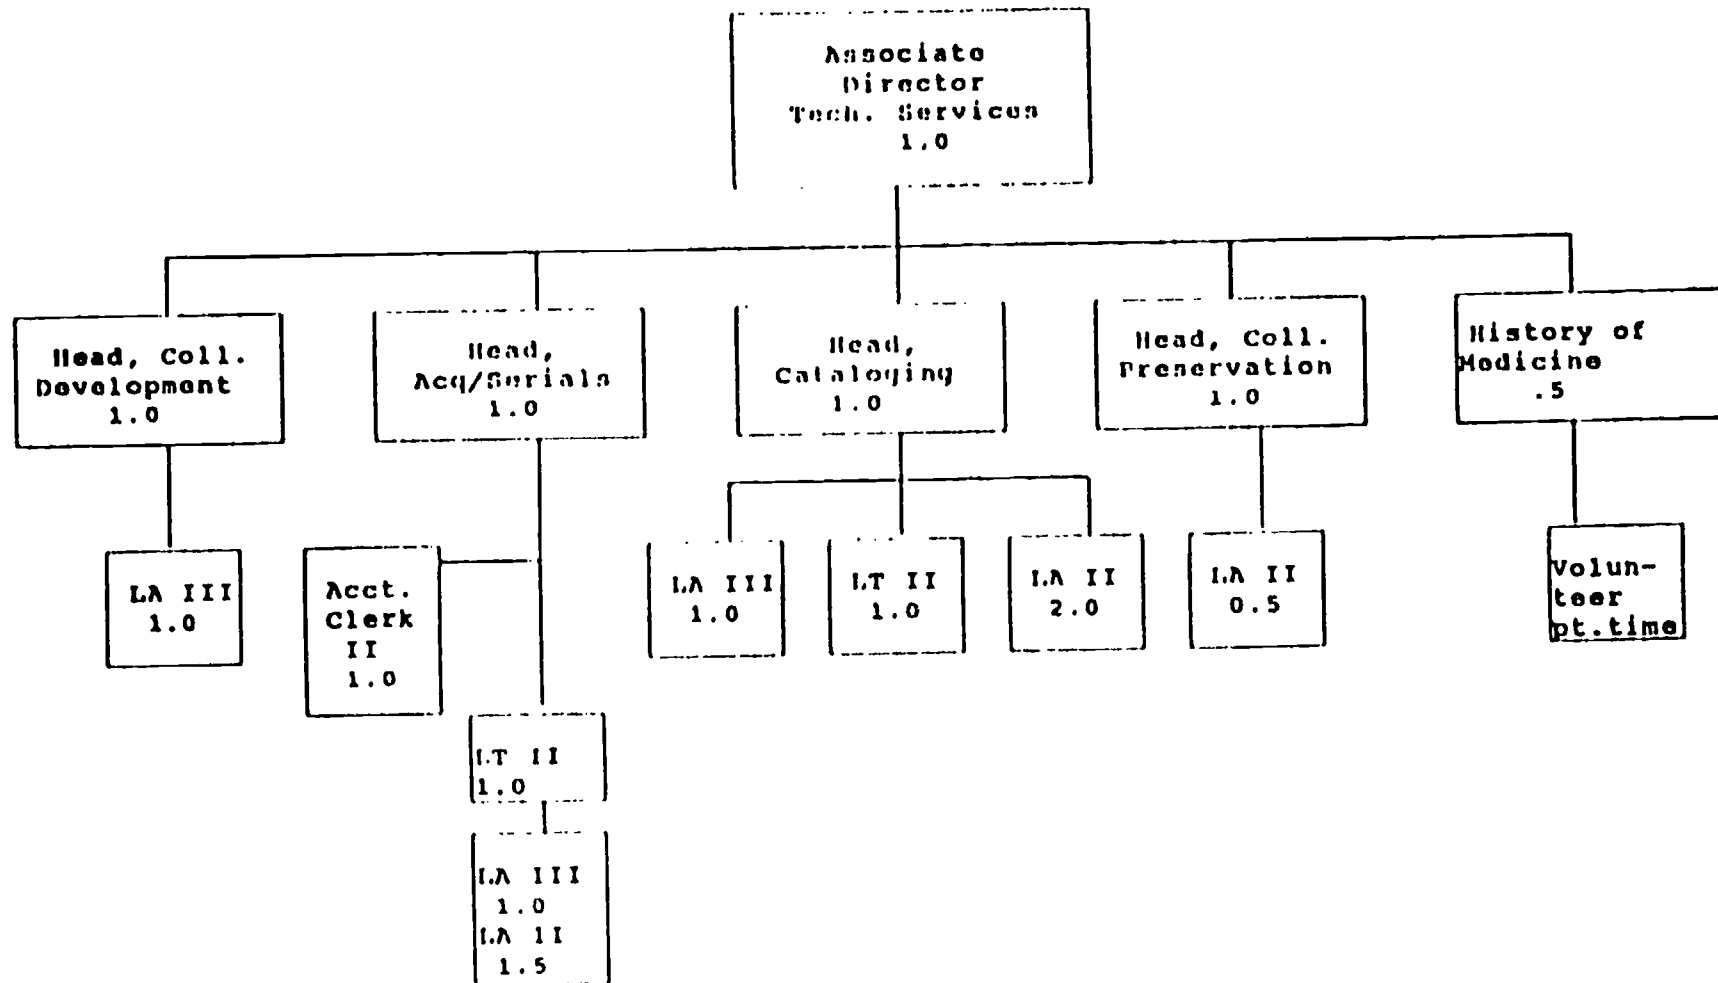 Associate
Director
Tech. Services
1.0
Head, Coll.
Development
1.0
Head,
Acq/Serials
1.0
Head,
Cataloging
1.0
Head, Coll.
Preservation
1.0
History of
Medicine
.5
LA III
1.0
Acct.
Clerk
II
1.0
LA III
1.0
LT II
1.0
LA II
2.0
LA II
0.5
Volun-
teer
pt.time
LT II
1.0
LA III
1.0
LA II
1.5